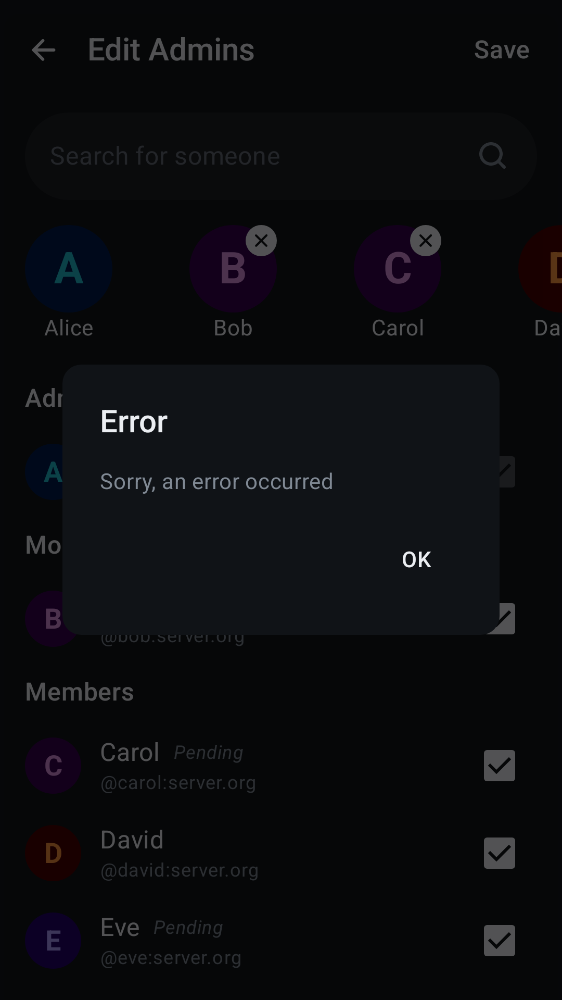 Edit Admins
Save
Search for someone
A
B
C
D
Alice
Bob
Carol
Da
Adr
Error
A
Sorry, an error occurred
Mo
OK
B
@bob:server.org
Members
C
Carol Pending
@carol:server.org
D
David
@david:server.org
E
Eve Pending
@eve:server.org